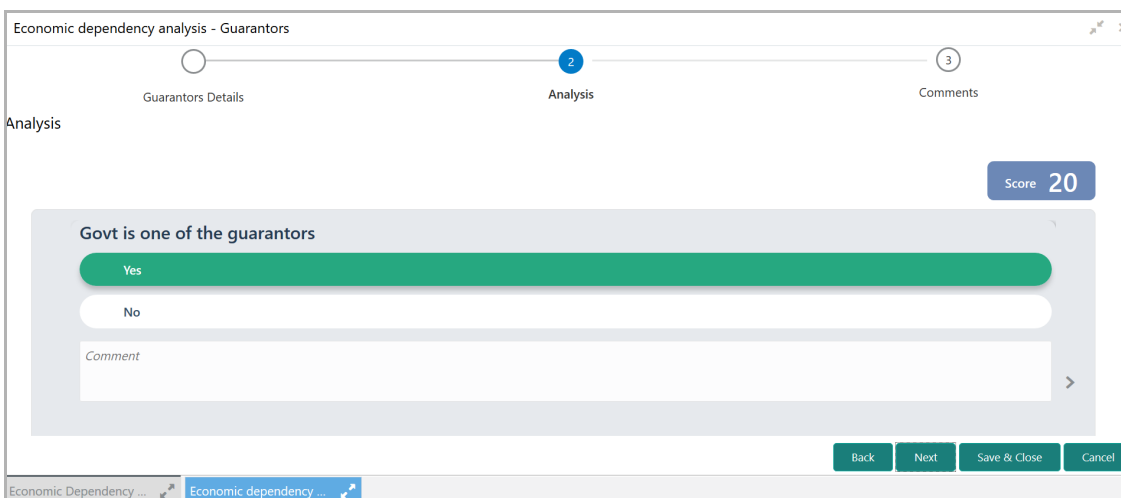 Economic dependency analysis - Guarantors
2
3
Guarantors Details
Analysis
Comments
Analysis
Score 20
Govt is one of the guarantors
Yes
No
Comment
Back Next Save & Close Cancel
Economic Dependency ... Economic dependency ...